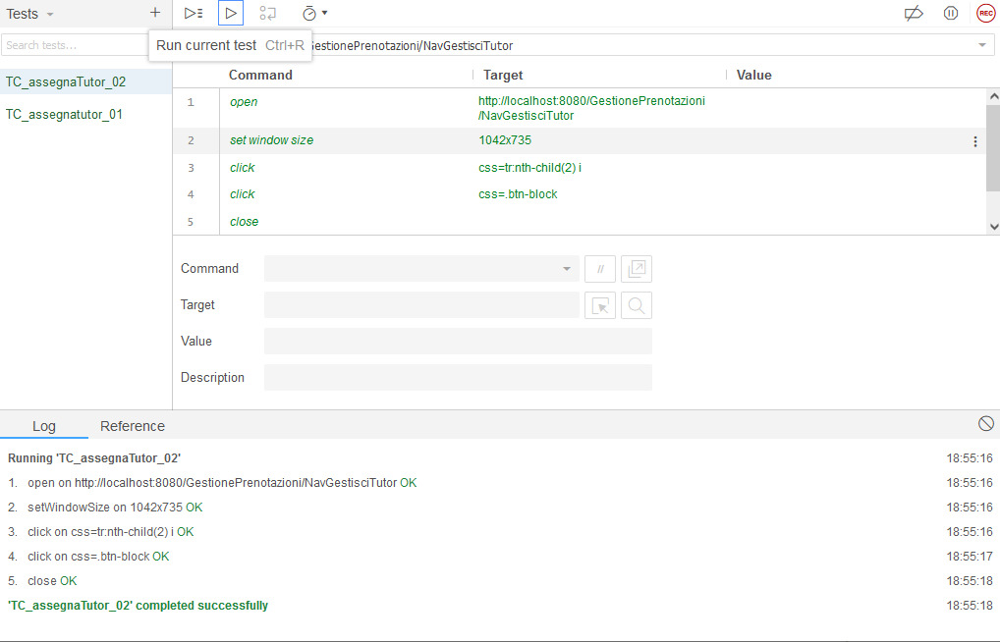 Tests
+
REC
Search tests...
Run current test Ctrl+R
GestionePrenotazioni/NavGestisciTutor
TC_assegnaTutor_02
TC_assegnatutor_01
Command Target Value
1 open http://localhost:8080/GestionePrenotazioni
/NavGestisciTutor
2 set window size 1042x735
3 click css=tr:nth-child(2) i
4 click css=.btn-block
5 close
Command //
Target
Value
Description
Log Reference
Running 'TC_assegnaTutor_02' 18:55:16
1. open on http://localhost:8080/GestionePrenotazioni/NavGestisciTutor OK 18:55:16
2. setWindowSize on 1042x735 OK 18:55:16
3. click on css=tr:nth-child(2) i OK 18:55:16
4. click on css=.btn-block OK 18:55:17
5. close OK 18:55:18
'TC_assegnaTutor_02' completed successfully 18:55:18